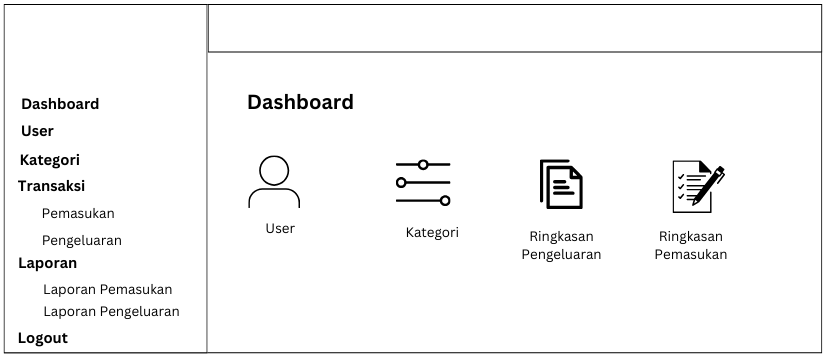 Dashboard
User
Kategori
Transaksi
Pemasukan
Pengeluaran
Laporan
Laporan Pemasukan
Laporan Pengeluaran
Logout
Dashboard
User
Kategori
Ringkasan
Pengeluaran
Ringkasan
Pemasukan